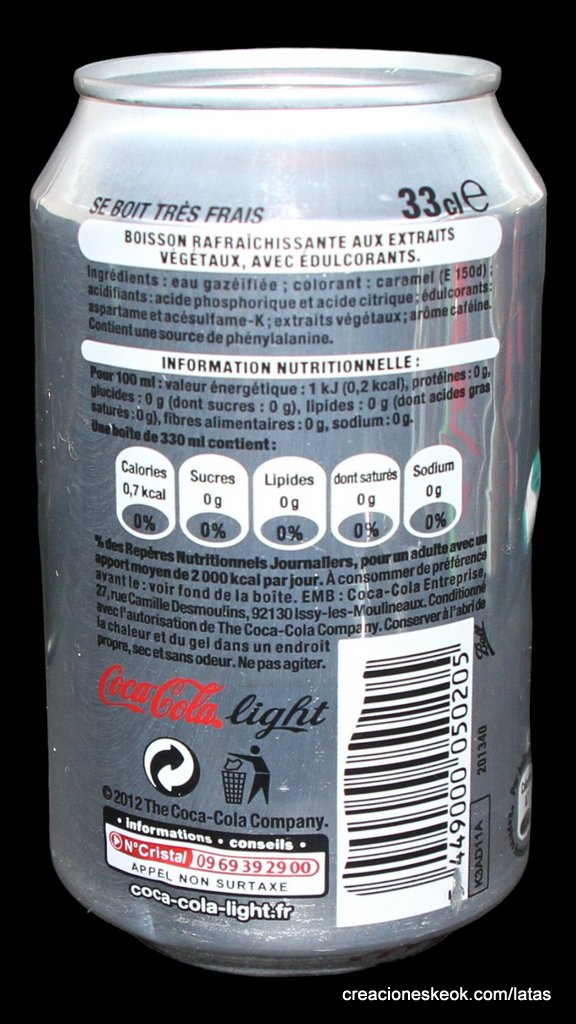 SE BOIT TRÈS FRAIS
33 cl e
BOISSON RAFRAÎCHISSANTE AUX EXTRAITS
VÉGÉTAUX, AVEC ÉDULCORANTS.
Ingrédients : eau gazéifiée ; colorant : caramel (E 150d) ;
acidifiants : acide phosphorique et acide citrique ; édulcorants :
aspartame et acésulfame-K ; extraits végétaux ; arôme caféine.
Contient une source de phénylalanine.
INFORMATION NUTRITIONNELLE :
Pour 100 ml : valeur énergétique : 1 kJ (0,2 kcal), protéines : 0 g,
glucides : 0 g (dont sucres : 0 g), lipides : 0 g (dont acides gras
saturés : 0 g), fibres alimentaires : 0 g, sodium : 0 g.
Une boîte de 330 ml contient :
Calories Sucres Lipides dont saturés Sodium
0,7 kcal 0 g 0 g 0 g 0 g
0% 0% 0% 0% 0%
% des Repères Nutritionnels Journaliers, pour un adulte avec un
apport moyen de 2 000 kcal par jour. À consommer de préférence
avant le : voir fond de la boîte. EMB : Coca-Cola Entreprise,
27, rue Camille Desmoulins, 92130 Issy-les-Moulineaux. Conditionné
avec l'autorisation de The Coca-Cola Company. Conserver à l'abri de
la chaleur et du gel dans un endroit
propre, sec et sans odeur. Ne pas agiter.
Ball
Coca-Cola light
©2012 The Coca-Cola Company.
• informations • conseils •
N°Cristal 09 69 39 29 00
APPEL NON SURTAXE
coca-cola-light.fr
5 449000 050205
201340
K3AD11A
creacioneskeok.com/latas